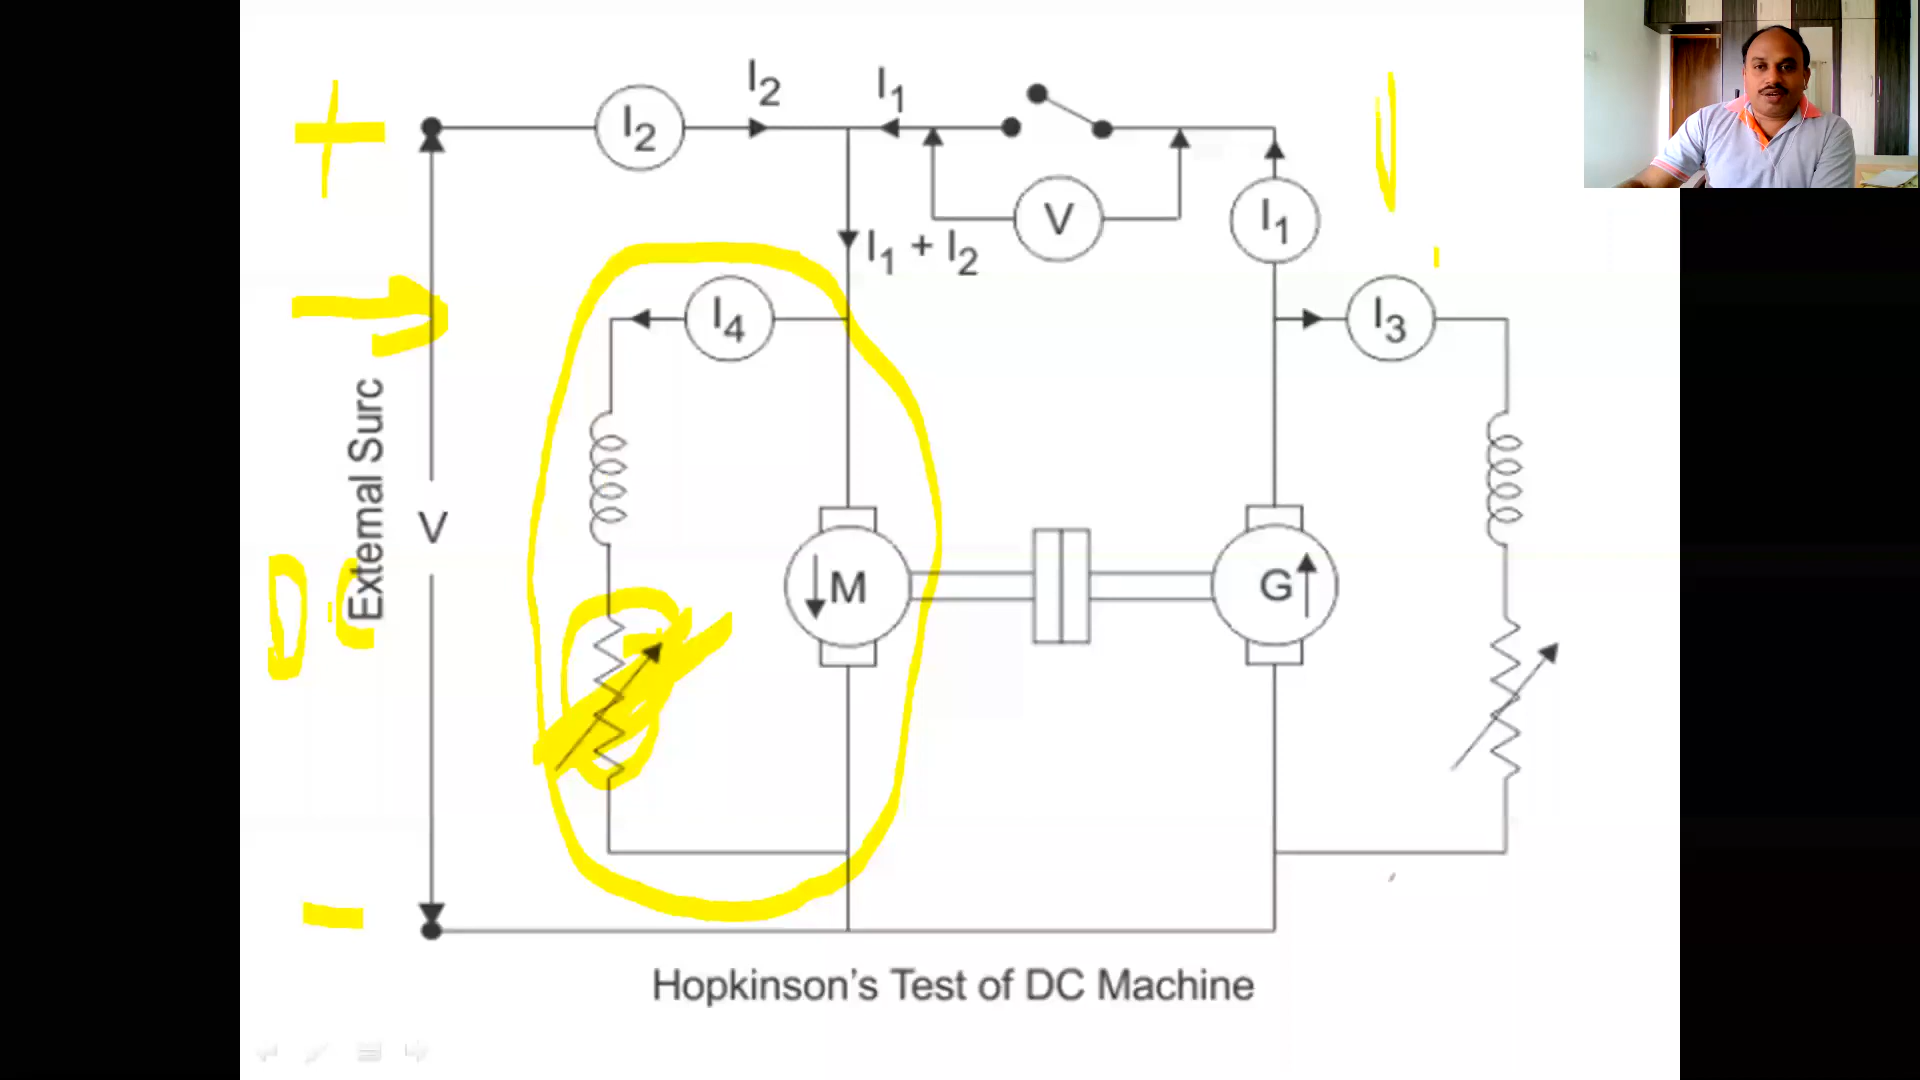 +
I2
I2
I1
V
I1
I1 + I2
I4
I3
External Surc
V
D.C
M
G
-
Hopkinson's Test of DC Machine